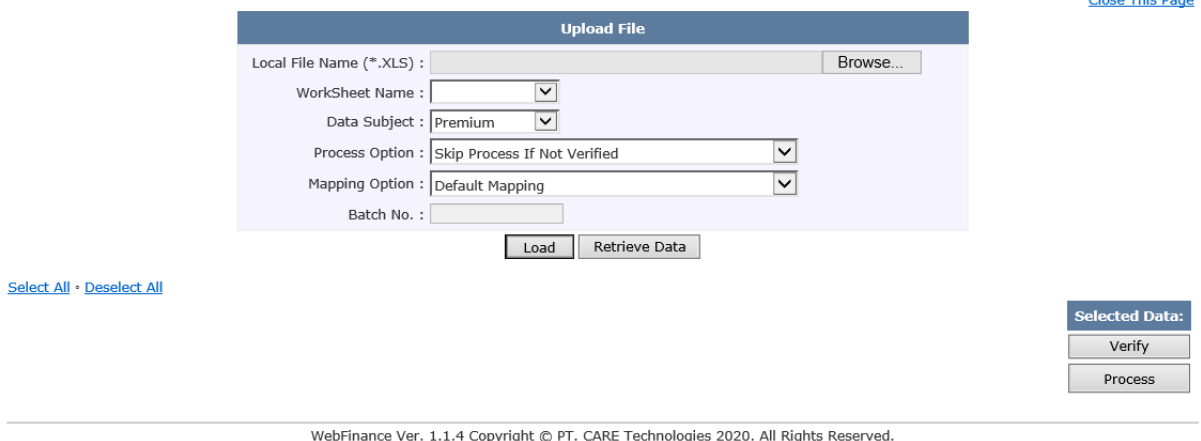 Close This Page
Upload File
Local File Name (*.XLS) : Browse...
WorkSheet Name :
Data Subject : Premium
Process Option : Skip Process If Not Verified
Mapping Option : Default Mapping
Batch No. :
Load Retrieve Data
Select All • Deselect All
Selected Data:
Verify
Process
WebFinance Ver. 1.1.4 Copyright © PT. CARE Technologies 2020. All Rights Reserved.